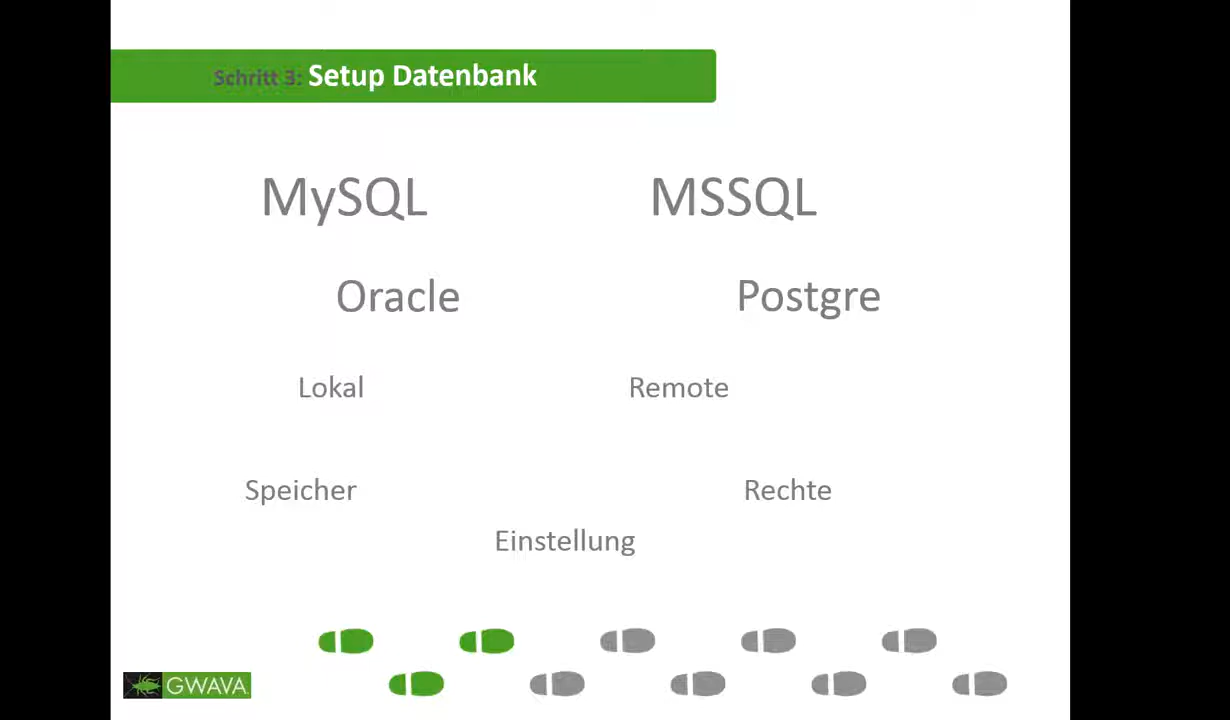 Schritt 3: Setup Datenbank
MySQL MSSQL
Oracle Postgre
Lokal Remote
Speicher Rechte
Einstellung
GWAVA